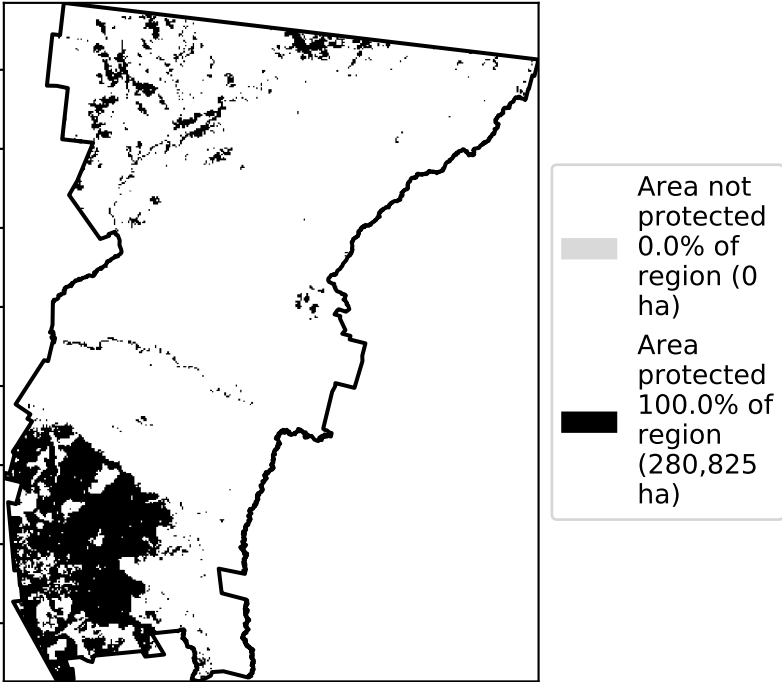 Area not
protected
0.0% of
region (0
ha)
Area
protected
100.0% of
region
(280,825
ha)